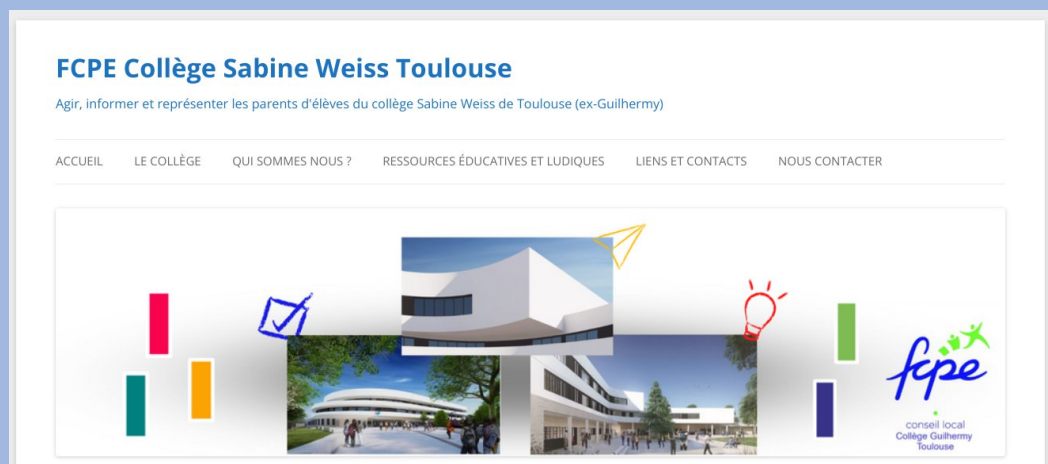 FCPE Collège Sabine Weiss Toulouse
Agir, informer et représenter les parents d'élèves du collège Sabine Weiss de Toulouse (ex-Guilhermy)
ACCUEIL LE COLLÈGE QUI SOMMES NOUS ? RESSOURCES ÉDUCATIVES ET LUDIQUES LIENS ET CONTACTS NOUS CONTACTER
fcpe
conseil local
Collège Guilhermy
Toulouse